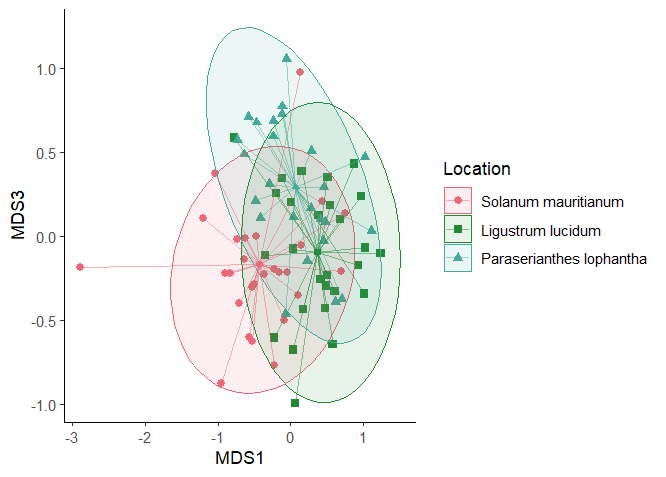 1.0
0.5
0.0
-0.5
-1.0
MDS3
-3
-2
-1
0
1
MDS1
Location
Solanum mauritianum
Ligustrum lucidum
Paraserianthes lophantha